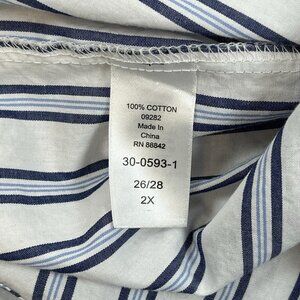 100% COTTON
09282
Made In
China
RN 88842
30-0593-1
26/28
2X